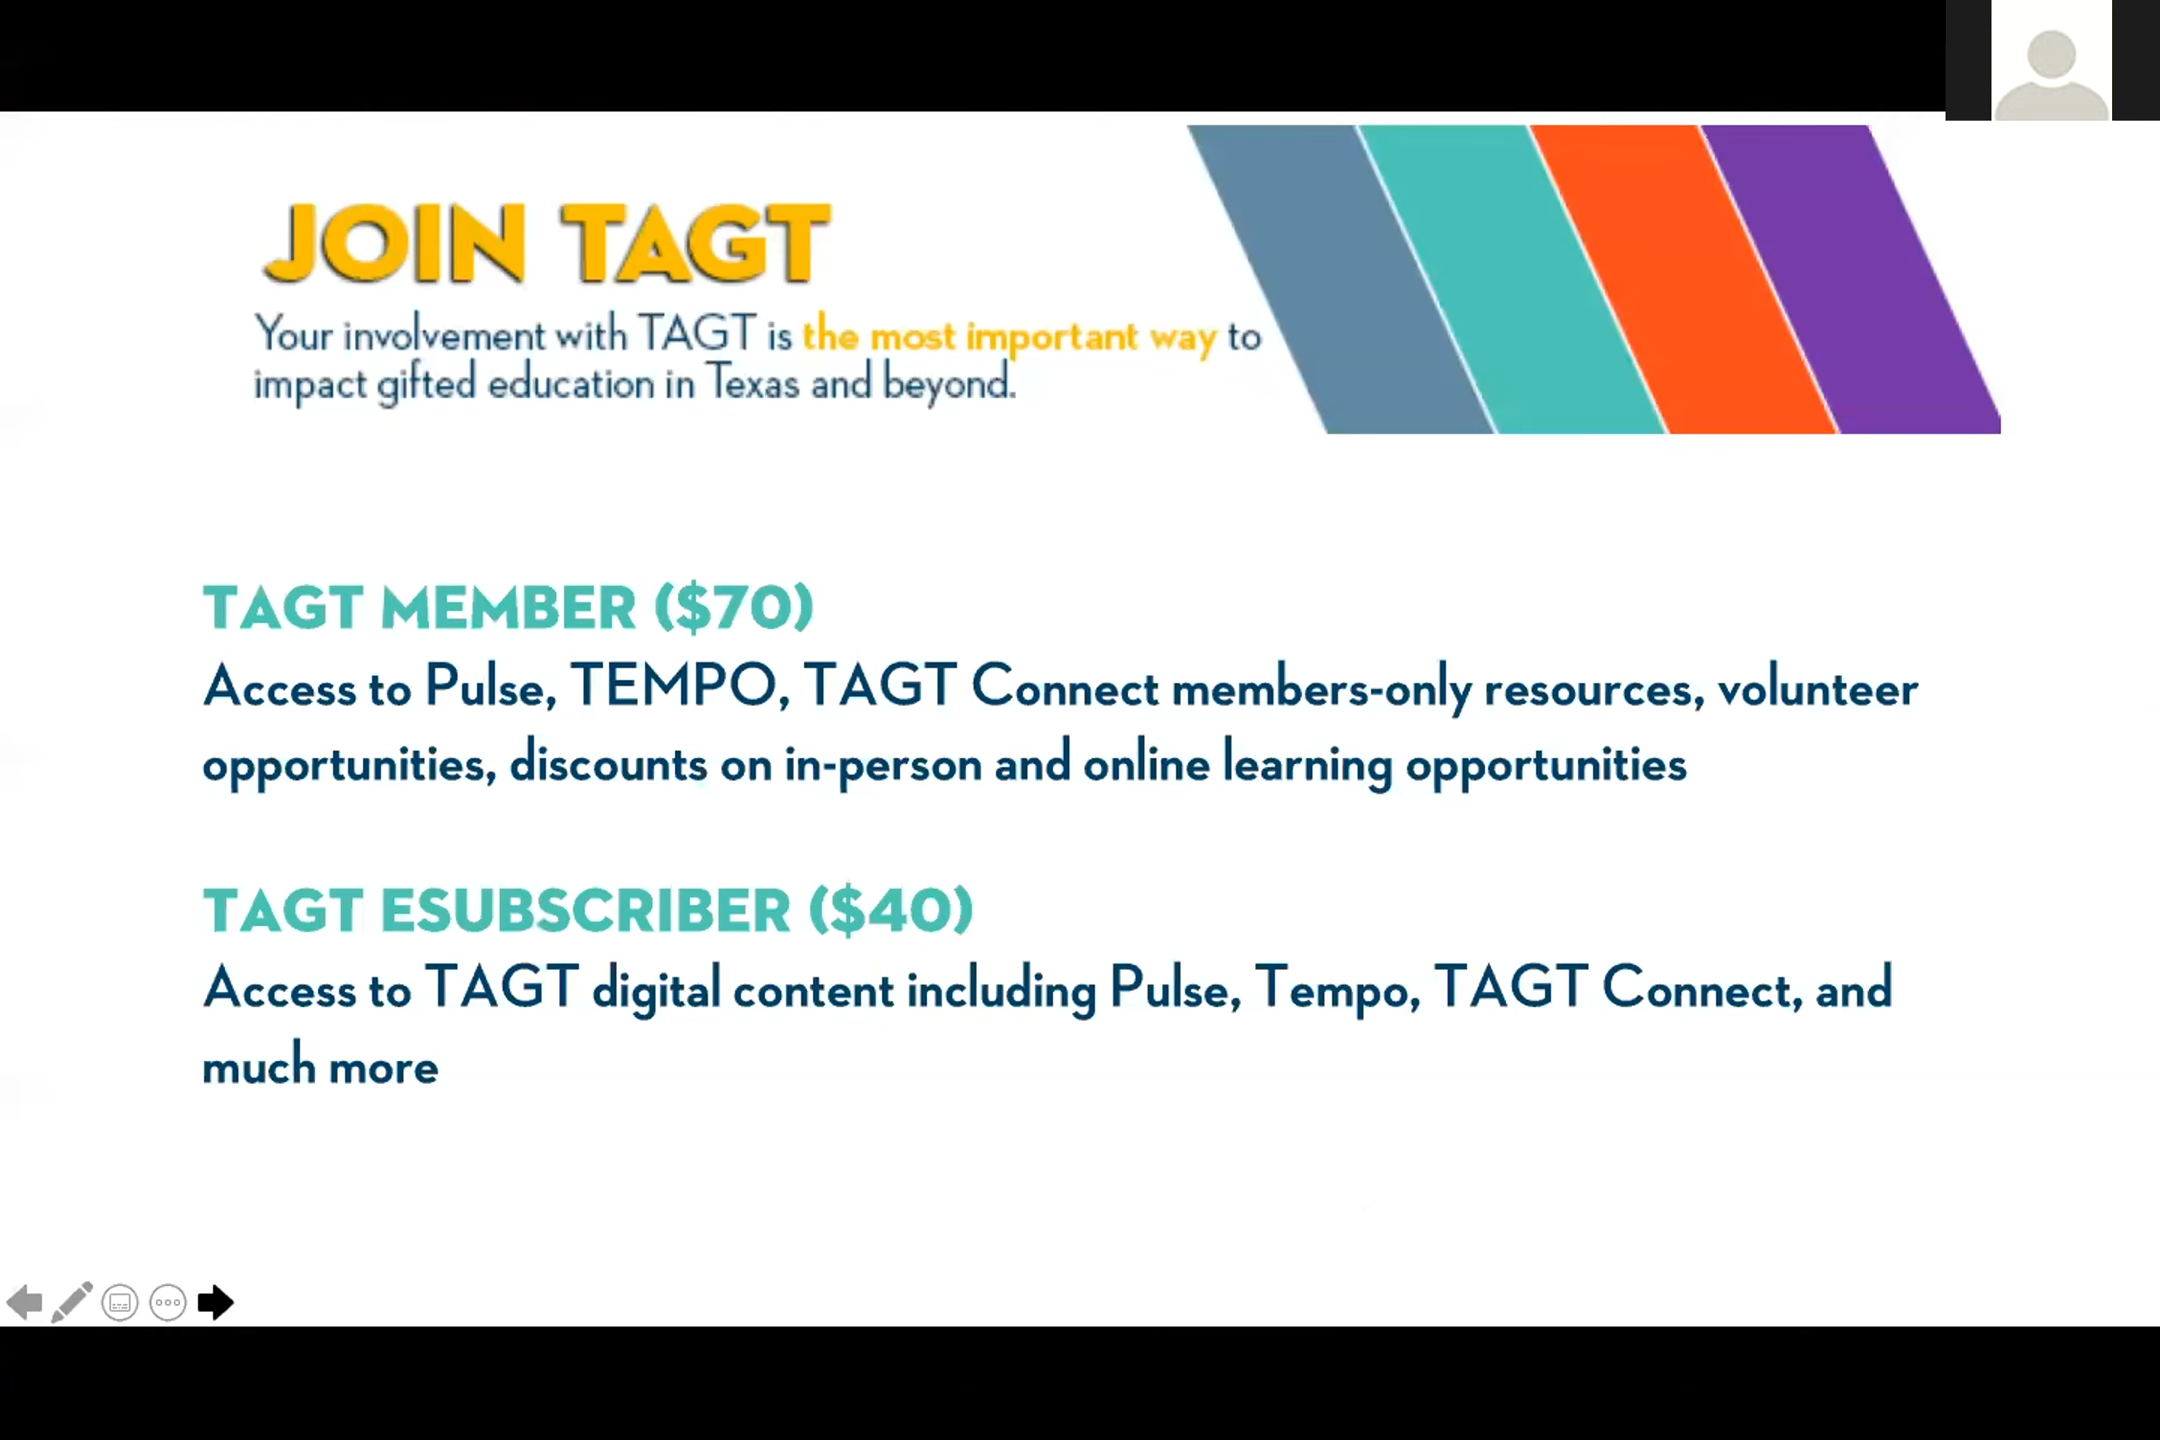 JOIN TAGT
Your involvement with TAGT is the most important way to
impact gifted education in Texas and beyond.
TAGT MEMBER ($70)
Access to Pulse, TEMPO, TAGT Connect members-only resources, volunteer
opportunities, discounts on in-person and online learning opportunities
TAGT ESUBSCRIBER ($40)
Access to TAGT digital content including Pulse, Tempo, TAGT Connect, and
much more